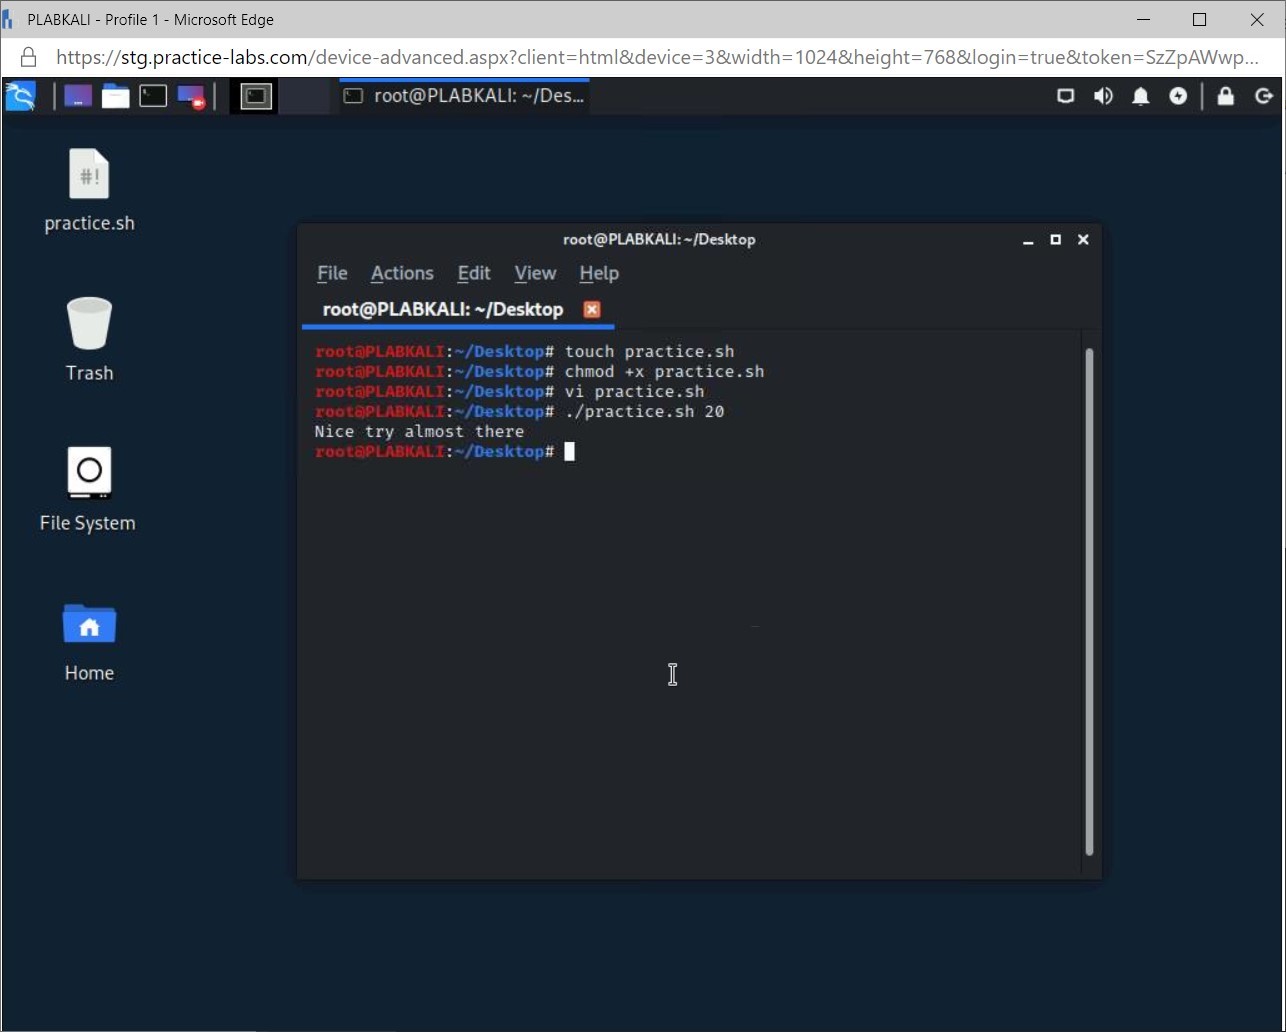 PLABKALI - Profile 1 - Microsoft Edge
https://stg.practice-labs.com/device-advanced.aspx?client=html&device=3&width=1024&height=768&login=true&token=SzZpAWwp...
root@PLABKALI: ~/Des...
#!
practice.sh
Trash
File System
Home
root@PLABKALI: ~/Desktop
File Actions Edit View Help
root@PLABKALI: ~/Desktop
root@PLABKALI:~/Desktop# touch practice.sh
root@PLABKALI:~/Desktop# chmod +x practice.sh
root@PLABKALI:~/Desktop# vi practice.sh
root@PLABKALI:~/Desktop# ./practice.sh 20
Nice try almost there
root@PLABKALI:~/Desktop#